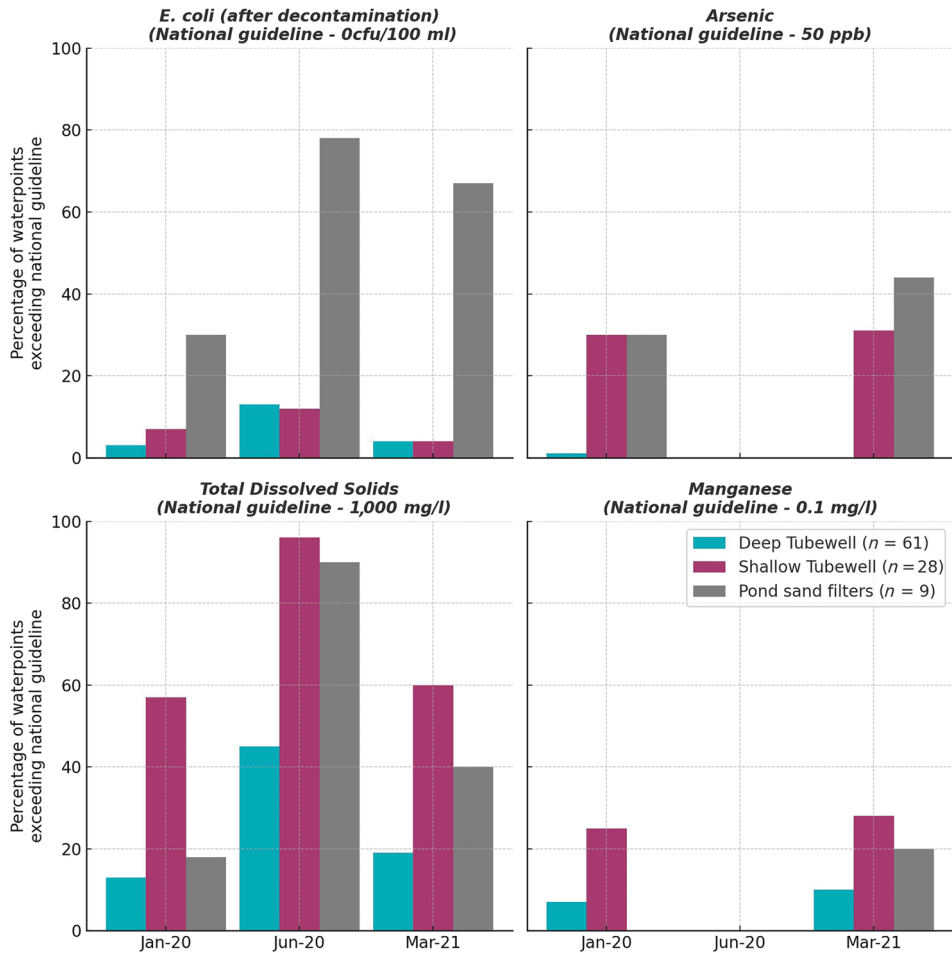 E. coli (after decontamination)
(National guideline - 0cfu/100 ml)
Arsenic
(National guideline - 50 ppb)
Percentage of waterpoints
exceeding national guideline
100
80
60
40
20
0
Total Dissolved Solids
(National guideline - 1,000 mg/l)
Manganese
(National guideline - 0.1 mg/l)
Percentage of waterpoints
exceeding national guideline
100
80
60
40
20
0
Deep Tubewell (n = 61)
Shallow Tubewell (n =28)
Pond sand filters (n = 9)
Jan-20
Jun-20
Mar-21
Jan-20
Jun-20
Mar-21